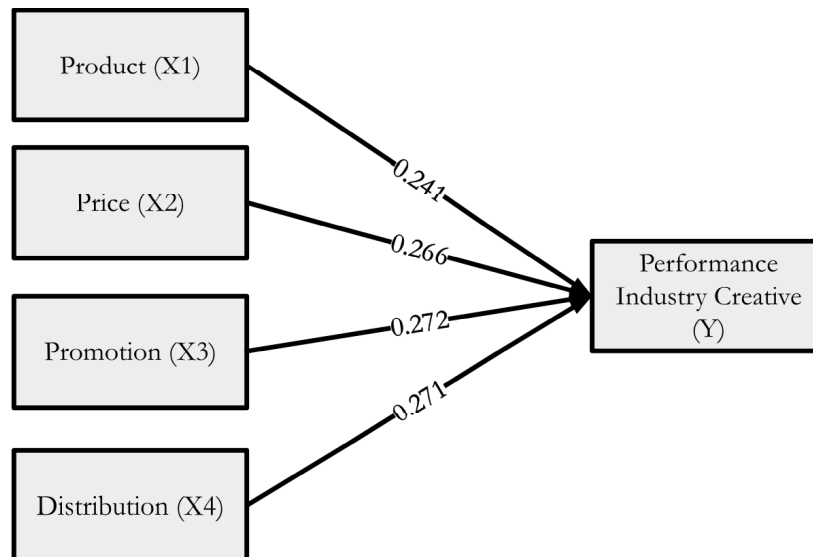 Product (X1)
0.241
Price (X2)
0.266
Performance
Industry Creative
(Y)
0.272
Promotion (X3)
0.271
Distribution (X4)